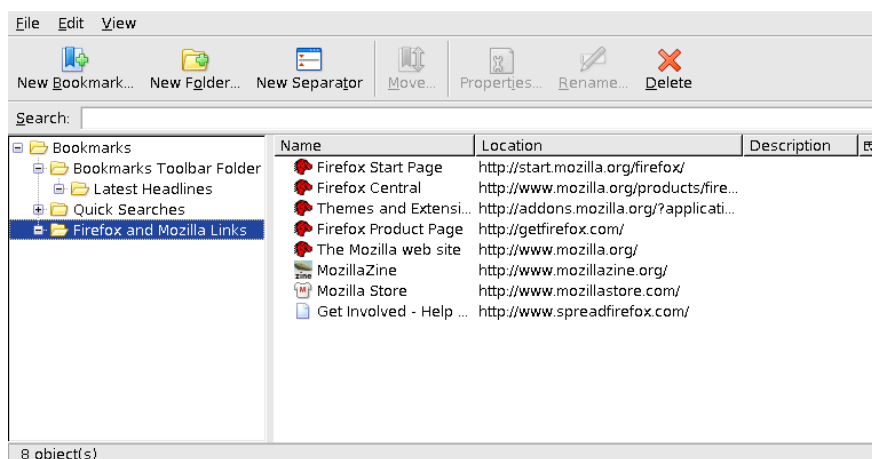 File Edit View
New Bookmark... New Folder... New Separator Move... Properties... Rename... Delete
Search:
Bookmarks
Bookmarks Toolbar Folder
Latest Headlines
Quick Searches
Firefox and Mozilla Links
Name Location Description
Firefox Start Page http://start.mozilla.org/firefox/
Firefox Central http://www.mozilla.org/products/fire...
Themes and Extensi... http://addons.mozilla.org/?applicati...
Firefox Product Page http://getfirefox.com/
The Mozilla web site http://www.mozilla.org/
MozillaZine http://www.mozillazine.org/
Mozilla Store http://www.mozillastore.com/
Get Involved - Help ... http://www.spreadfirefox.com/
8 object(s)